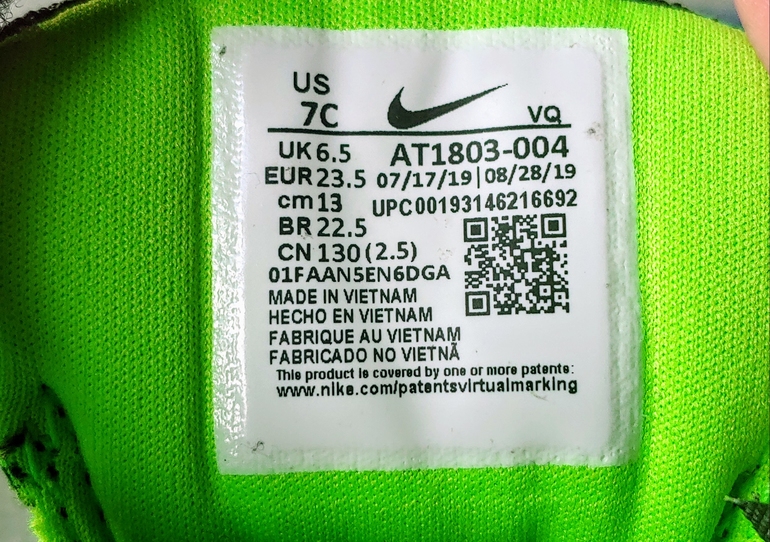 US
7C
VQ
UK 6.5 AT1803-004
EUR 23.5 07/17/19|08/28/19
cm 13 UPC00193146216692
BR 22.5
CN 130 (2.5)
01FAAN5EN6DGA
MADE IN VIETNAM
HECHO EN VIETNAM
FABRIQUE AU VIETNAM
FABRICADO NO VIETNÃ
This product is covered by one or more patents:
www.nike.com/patentsvirtualmarking